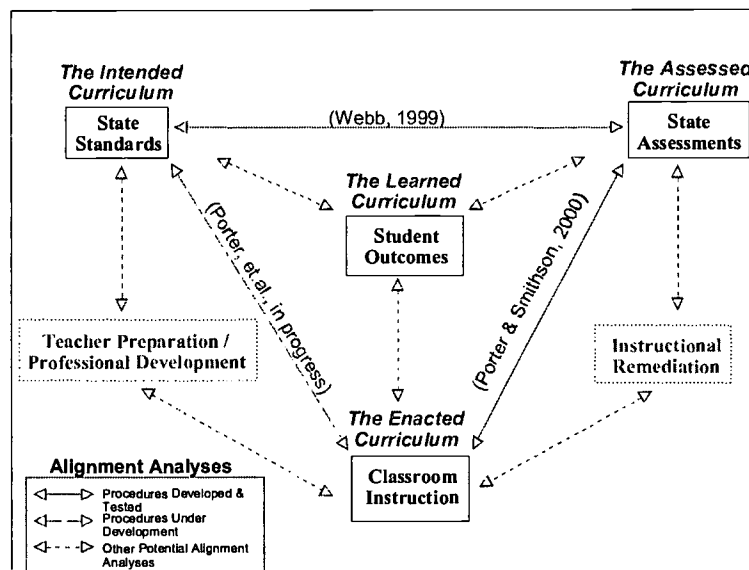 The Intended
Curriculum
State
Standards
The Assessed
Curriculum
State
Assessments
(Webb, 1999)
The Learned
Curriculum
Student
Outcomes
(Porter, et.al., in progress)
(Porter & Smithson, 2000)
Teacher Preparation /
Professional Development
Instructional
Remediation
The Enacted
Curriculum
Classroom
Instruction
Alignment Analyses
Procedures Developed &
Tested
Procedures Under
Development
Other Potential Alignment
Analyses